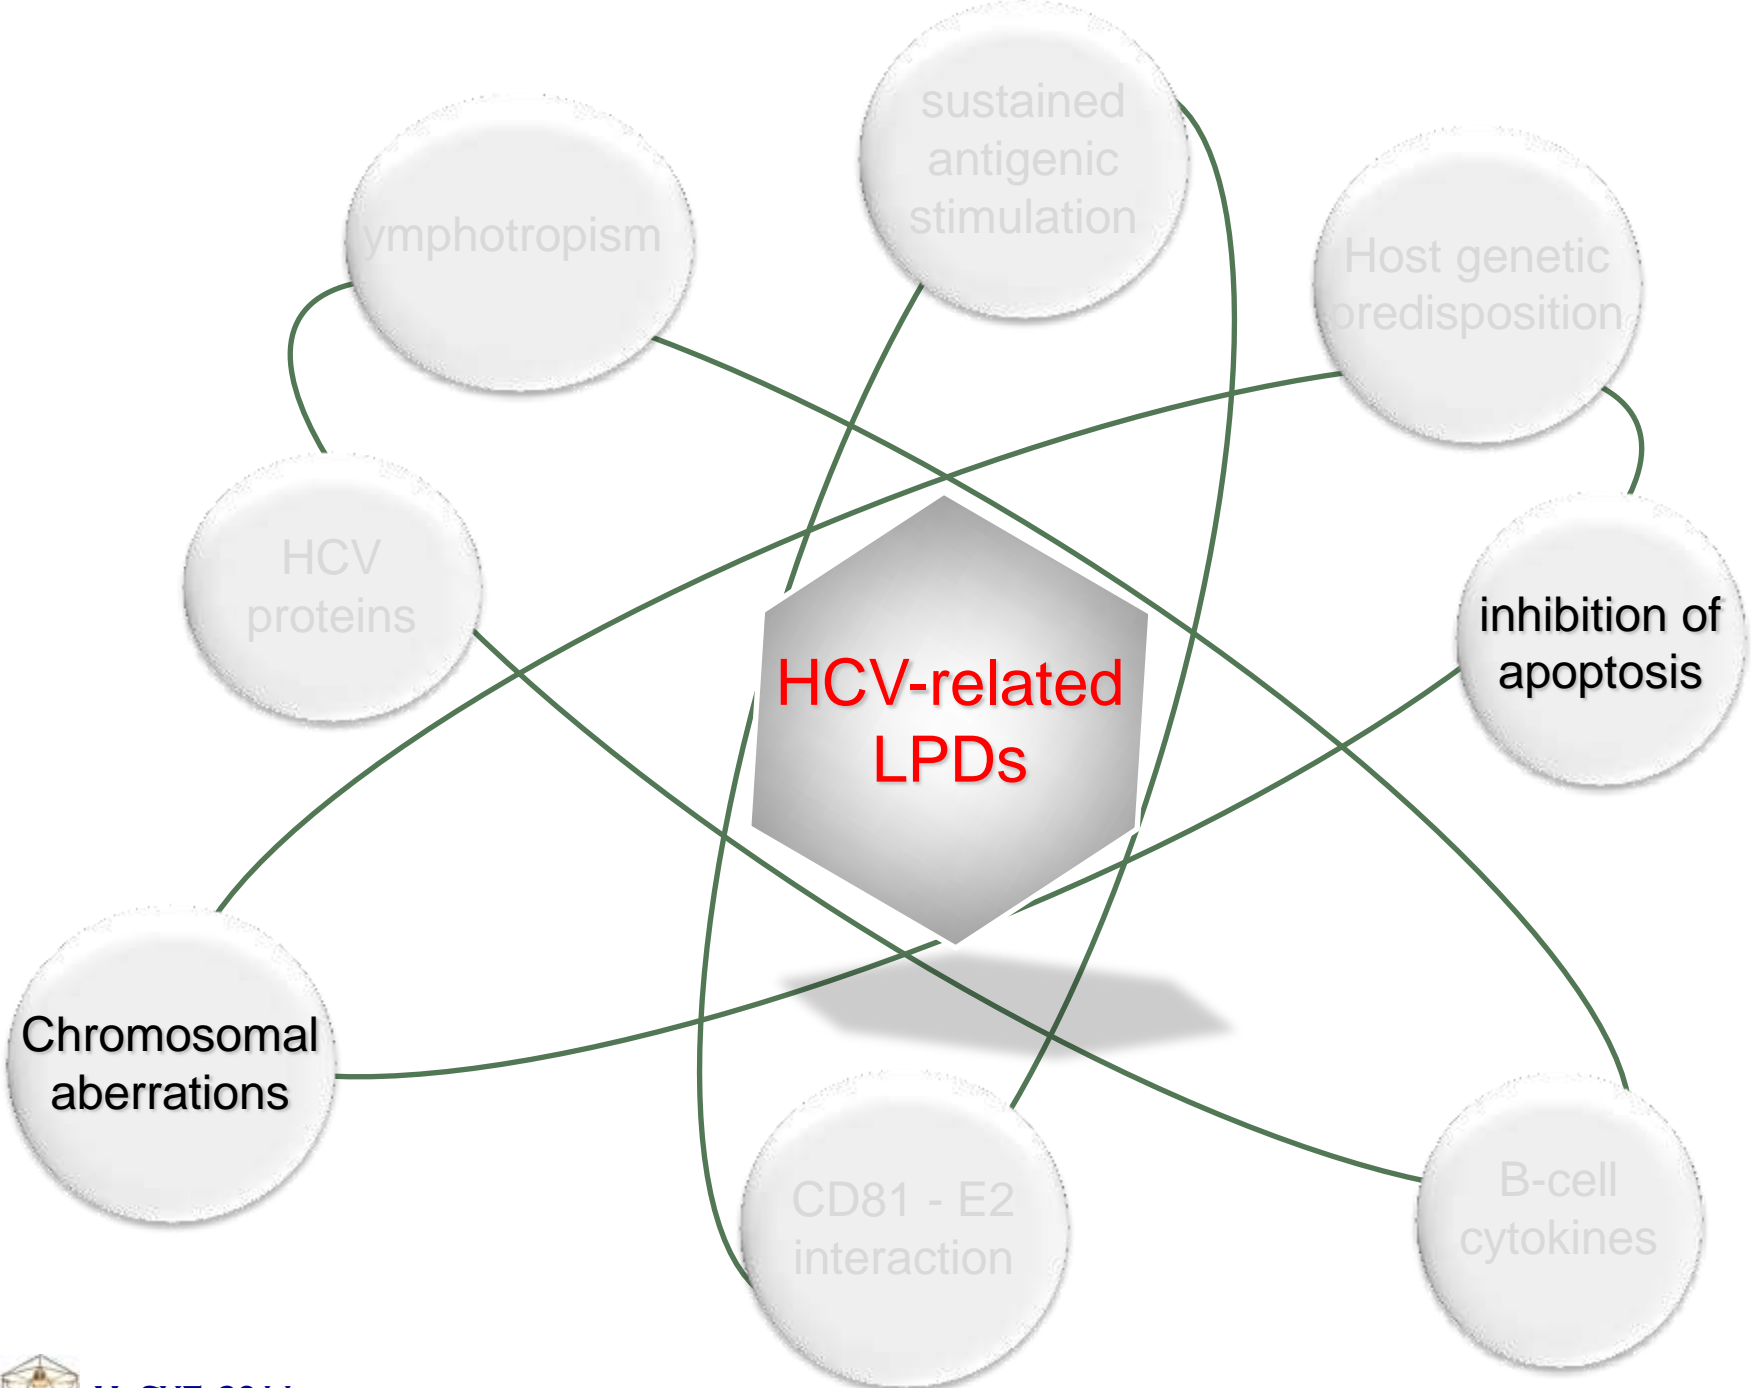 sustained
antigenic
stimulation
ymphotropism
Host genetic
predisposition
HCV
proteins
inhibition of
apoptosis
HCV-related
LPDs
Chromosomal
aberrations
CD81 - E2
interaction
B-cell
cytokines